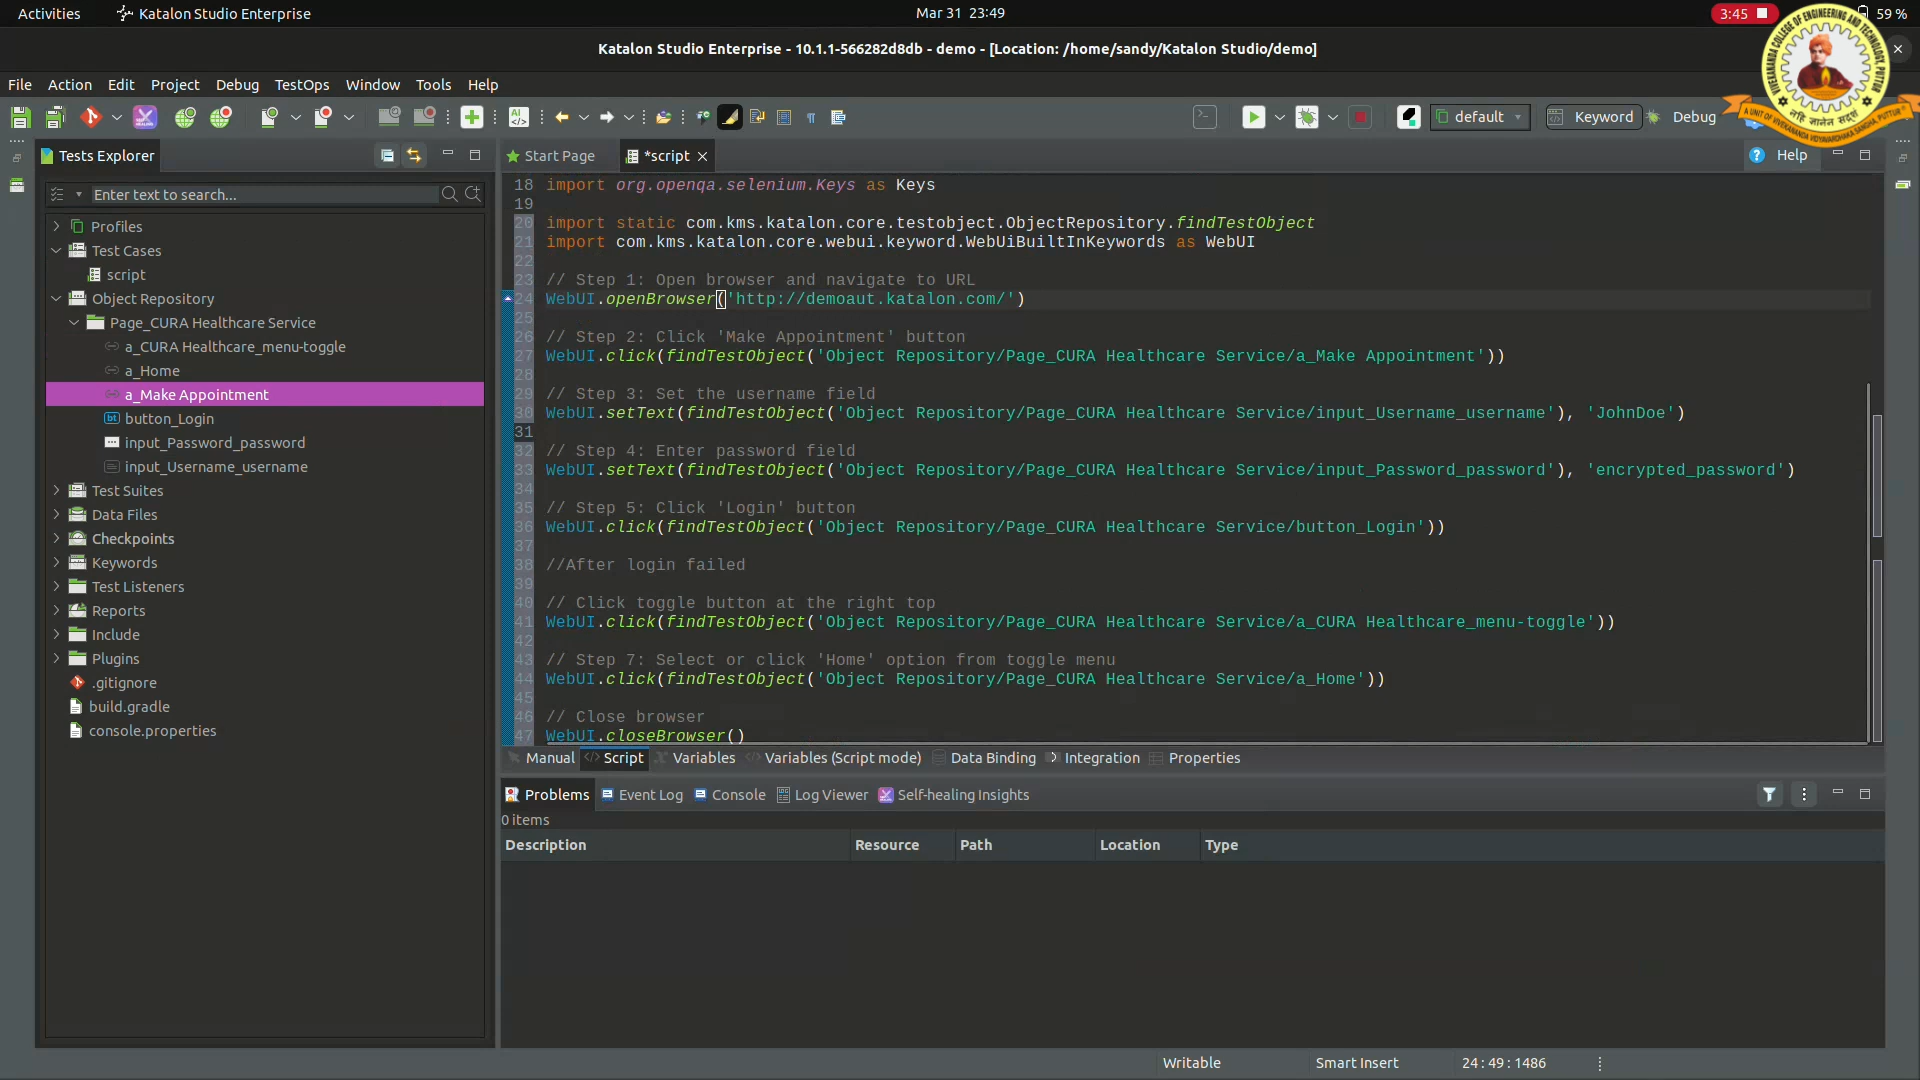 Activities
Katalon Studio Enterprise
Mar 31 23:49
3:45
59 %
Katalon Studio Enterprise - 10.1.1-566282d8db - demo - [Location: /home/sandy/Katalon Studio/demo]
File Action Edit Project Debug TestOps Window Tools Help
default
Keyword
Debug
VIVEKANANDA COLLEGE OF ENGINEERING AND TECHNOLOGY, PUTTUR
A UNIT OF VIVEKANANDA VIDYAVARDHAKA SANGHA, PUTTUR
Tests Explorer
Enter text to search...
Profiles
Test Cases
script
Object Repository
Page_CURA Healthcare Service
a_CURA Healthcare_menu-toggle
a_Home
a_Make Appointment
button_Login
input_Password_password
input_Username_username
Test Suites
Data Files
Checkpoints
Keywords
Test Listeners
Reports
Include
Plugins
.gitignore
build.gradle
console.properties
Start Page
*script
Help
18 import org.openqa.selenium.Keys as Keys
19
20 import static com.kms.katalon.core.testobject.ObjectRepository.findTestObject
21 import com.kms.katalon.core.webui.keyword.WebUiBuiltInKeywords as WebUI
22
23 // Step 1: Open browser and navigate to URL
24 WebUI.openBrowser('http://demoaut.katalon.com/')
25
26 // Step 2: Click 'Make Appointment' button
27 WebUI.click(findTestObject('Object Repository/Page_CURA Healthcare Service/a_Make Appointment'))
28
29 // Step 3: Set the username field
30 WebUI.setText(findTestObject('Object Repository/Page_CURA Healthcare Service/input_Username_username'), 'JohnDoe')
31
32 // Step 4: Enter password field
33 WebUI.setText(findTestObject('Object Repository/Page_CURA Healthcare Service/input_Password_password'), 'encrypted_password')
34
35 // Step 5: Click 'Login' button
36 WebUI.click(findTestObject('Object Repository/Page_CURA Healthcare Service/button_Login'))
37
38 //After login failed
39
40 // Click toggle button at the right top
41 WebUI.click(findTestObject('Object Repository/Page_CURA Healthcare Service/a_CURA Healthcare_menu-toggle'))
42
43 // Step 7: Select or click 'Home' option from toggle menu
44 WebUI.click(findTestObject('Object Repository/Page_CURA Healthcare Service/a_Home'))
45
46 // Close browser
47 WebUI.closeBrowser()
Manual Script Variables Variables (Script mode) Data Binding Integration Properties
Problems Event Log Console Log Viewer Self-healing Insights
0 items
Description Resource Path Location Type
Writable
Smart Insert
24 : 49 : 1486